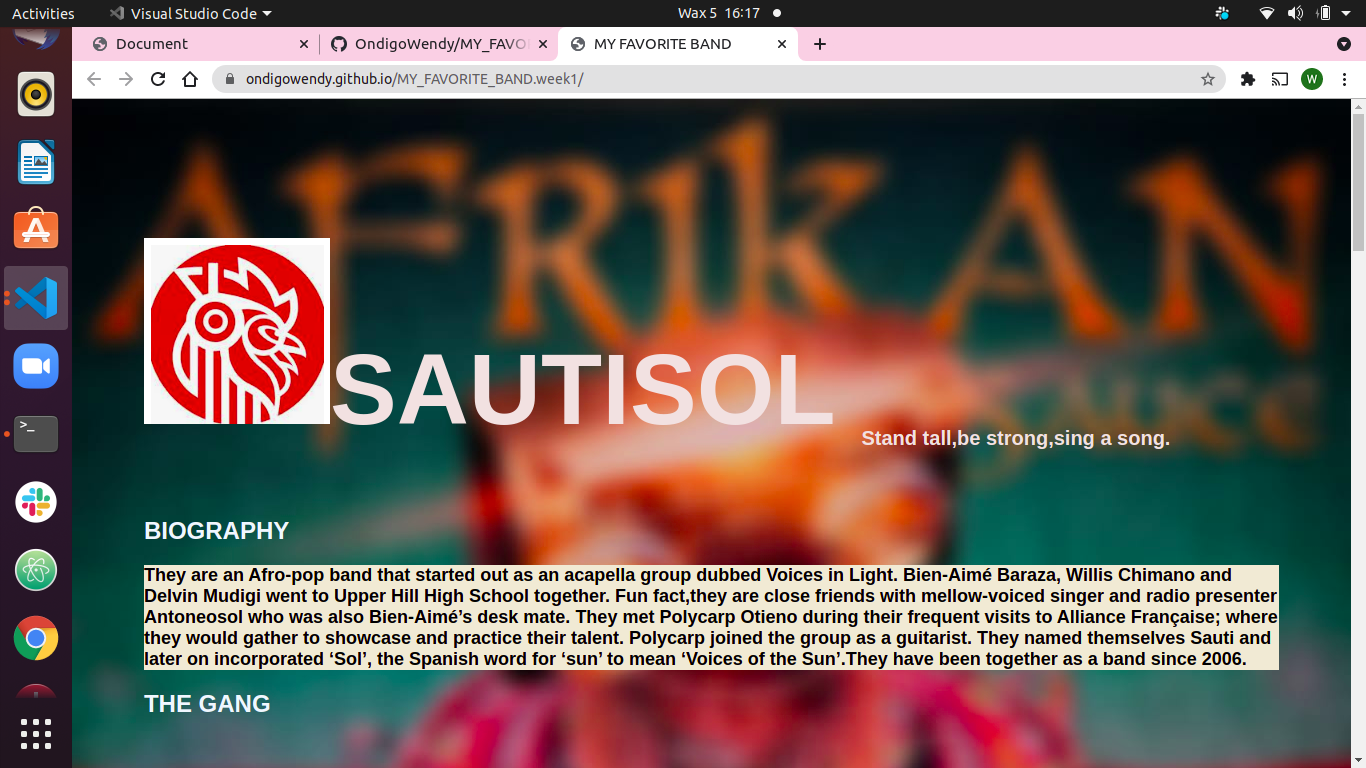 Activities
Visual Studio Code
Wax 5 16:17
Document
OndigoWendy/MY_FAVO
MY FAVORITE BAND
ondigowendy.github.io/MY_FAVORITE_BAND.week1/
W
AFRIKAN
sauce
SAUTISOL
Stand tall,be strong,sing a song.
BIOGRAPHY
They are an Afro-pop band that started out as an acapella group dubbed Voices in Light. Bien-Aimé Baraza, Willis Chimano and
Delvin Mudigi went to Upper Hill High School together. Fun fact,they are close friends with mellow-voiced singer and radio presenter
Antoneosol who was also Bien-Aimé’s desk mate. They met Polycarp Otieno during their frequent visits to Alliance Française; where
they would gather to showcase and practice their talent. Polycarp joined the group as a guitarist. They named themselves Sauti and
later on incorporated ‘Sol’, the Spanish word for ‘sun’ to mean ‘Voices of the Sun’.They have been together as a band since 2006.
THE GANG